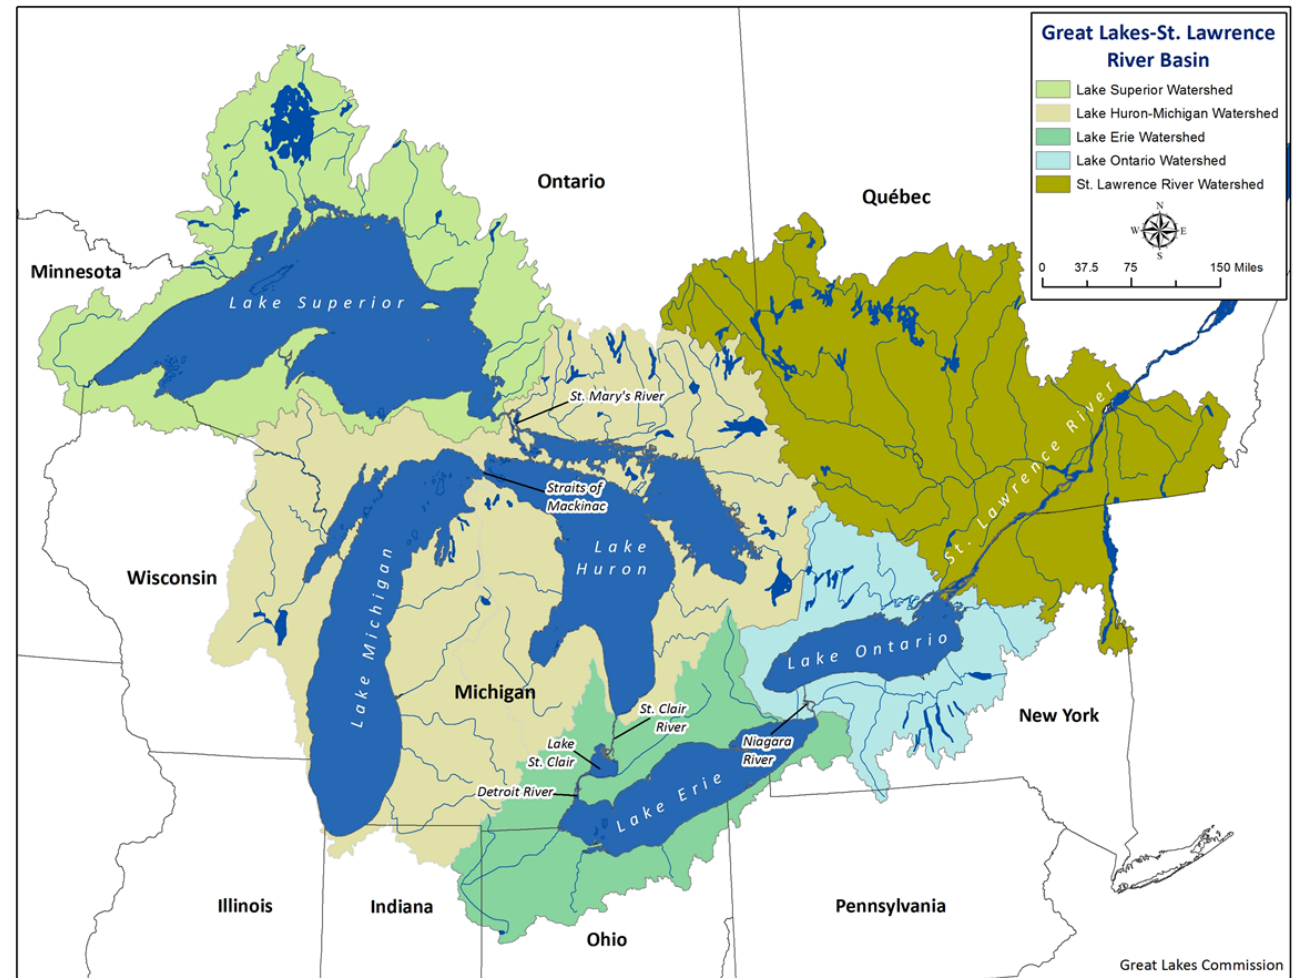 Great Lakes-St. Lawrence
River Basin
Lake Superior Watershed
Lake Huron-Michigan Watershed
Lake Erie Watershed
Lake Ontario Watershed
St. Lawrence River Watershed
N
W E
S
0 37.5 75 150 Miles
Ontario
Québec
Minnesota
Lake Superior
St. Mary's River
Straits of
Mackinac
Lake
Huron
St. Lawrence River
Wisconsin
Lake Michigan
Michigan
Lake Ontario
St. Clair
River
New York
Lake
St. Clair
Niagara
River
Detroit River
Lake Erie
Illinois
Indiana
Ohio
Pennsylvania
Great Lakes Commission